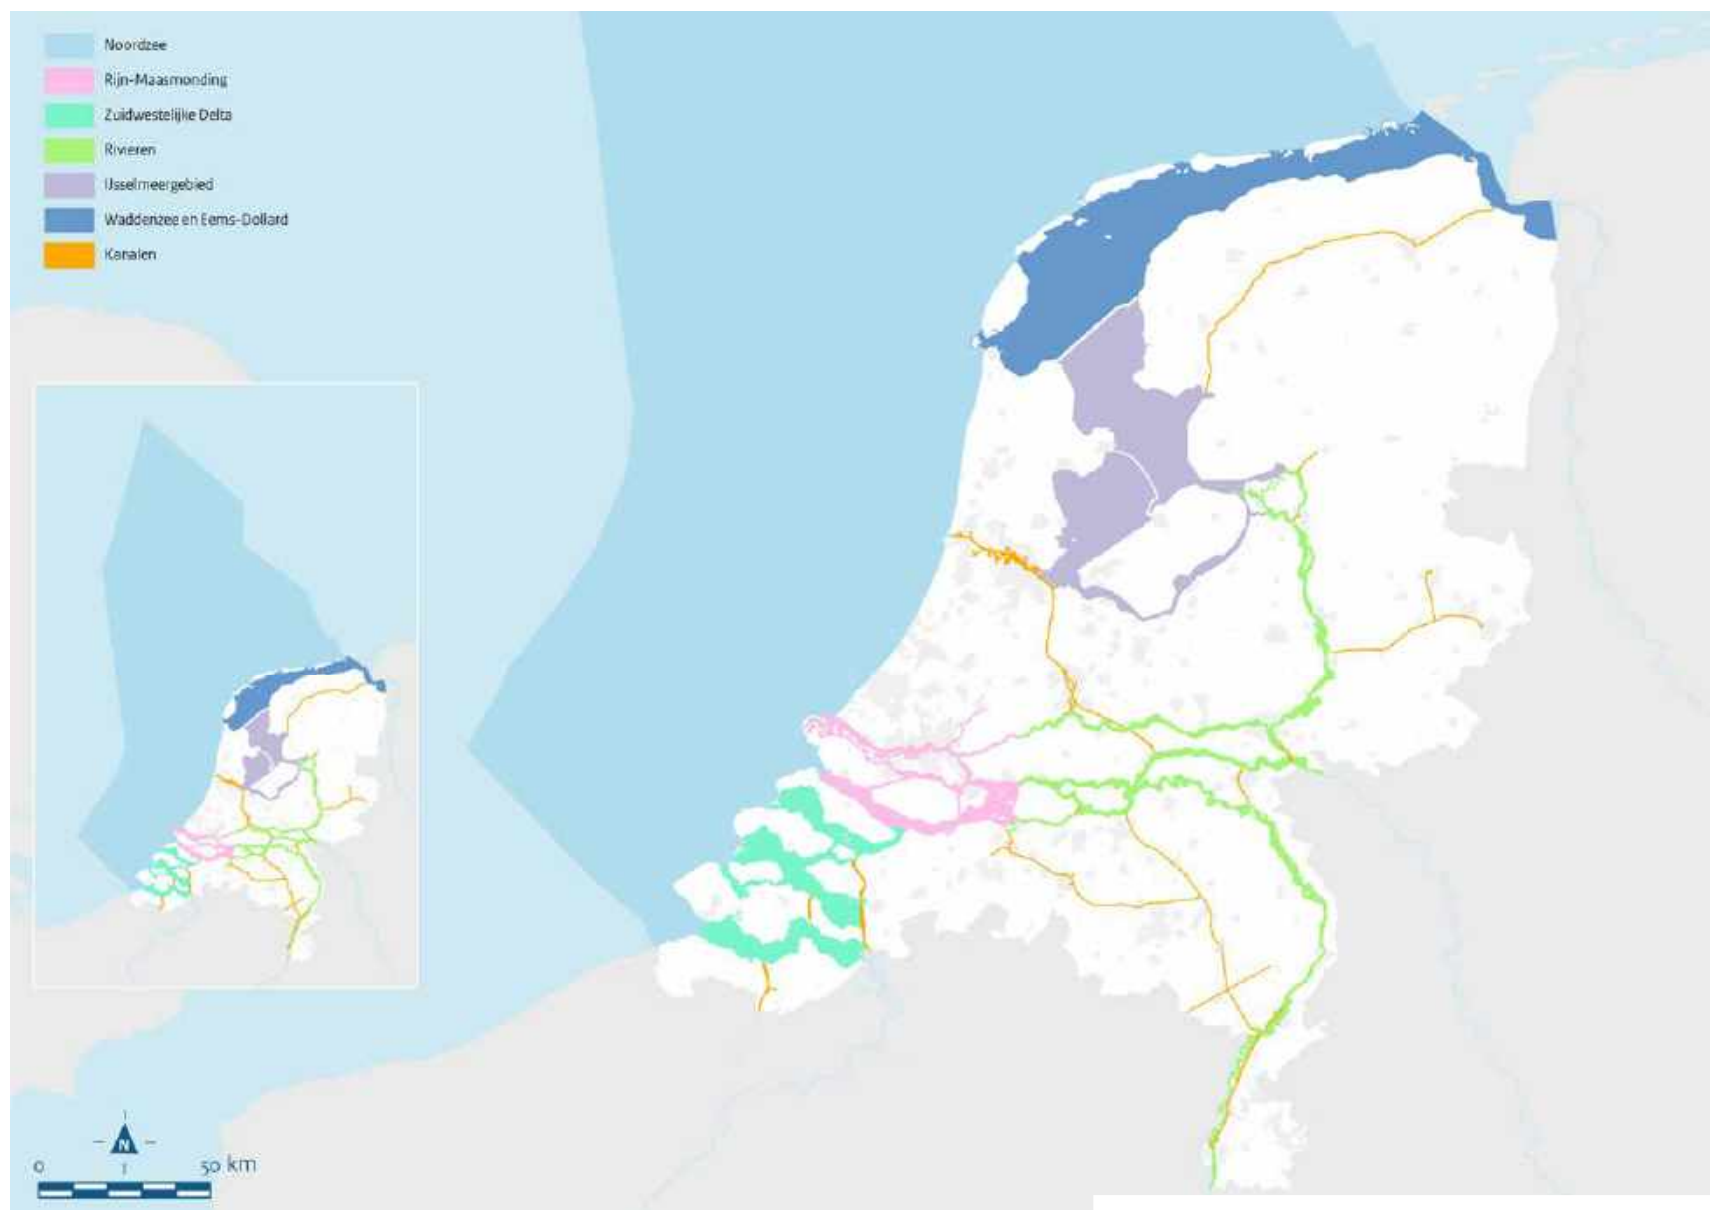 Noordzee
Rijn-Maasmonding
Zuidwestelijke Delta
Rivieren
IJsselmeergebied
Waddenzee en Eems-Dollard
Kanalen
N
0 50 km